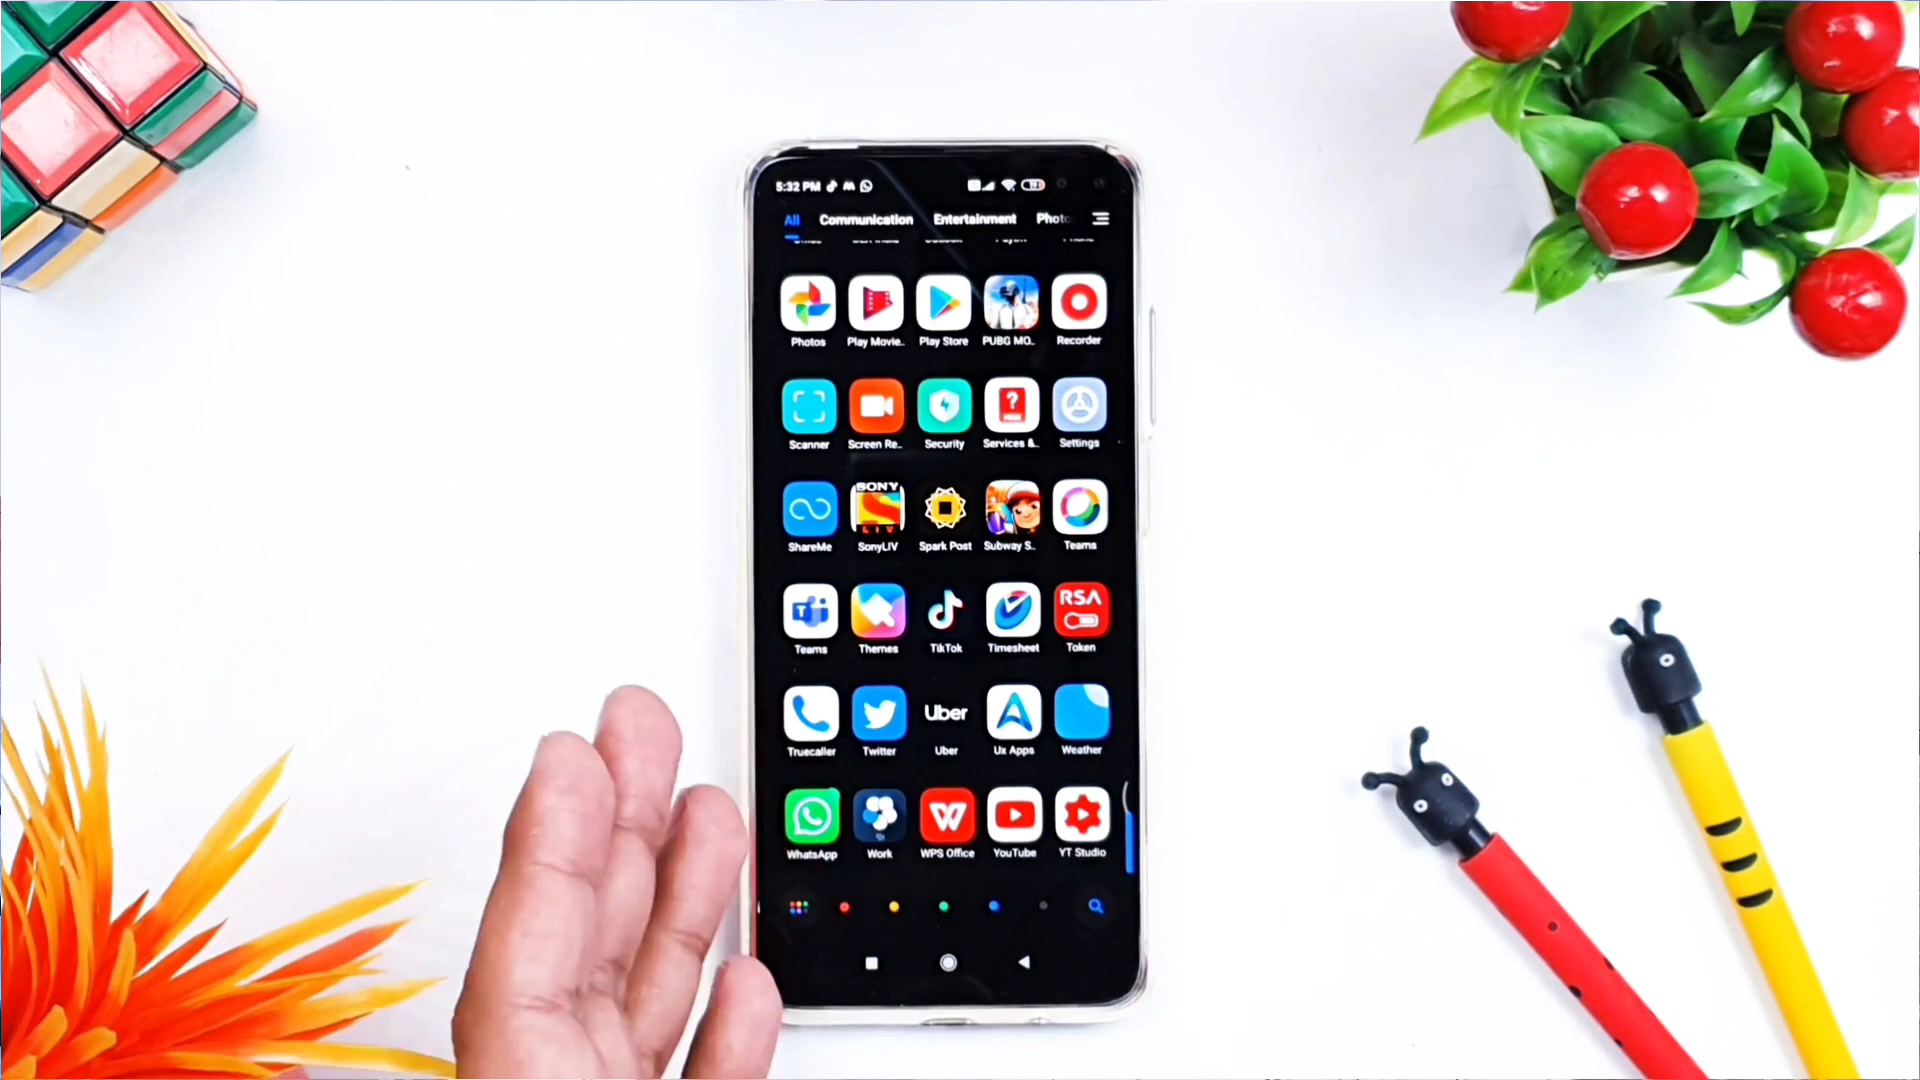 5:32 PM
All Communication Entertainment Photo
Photos Play Movie.. Play Store PUBG MO.. Recorder
Scanner Screen Re.. Security Services &.. Settings
SONY
LIV
ShareMe SonyLIV Spark Post Subway S.. Teams
RSA
Teams Themes TikTok Timesheet Token
Uber
Truecaller Twitter Uber Ux Apps Weather
WhatsApp Work WPS Office YouTube YT Studio